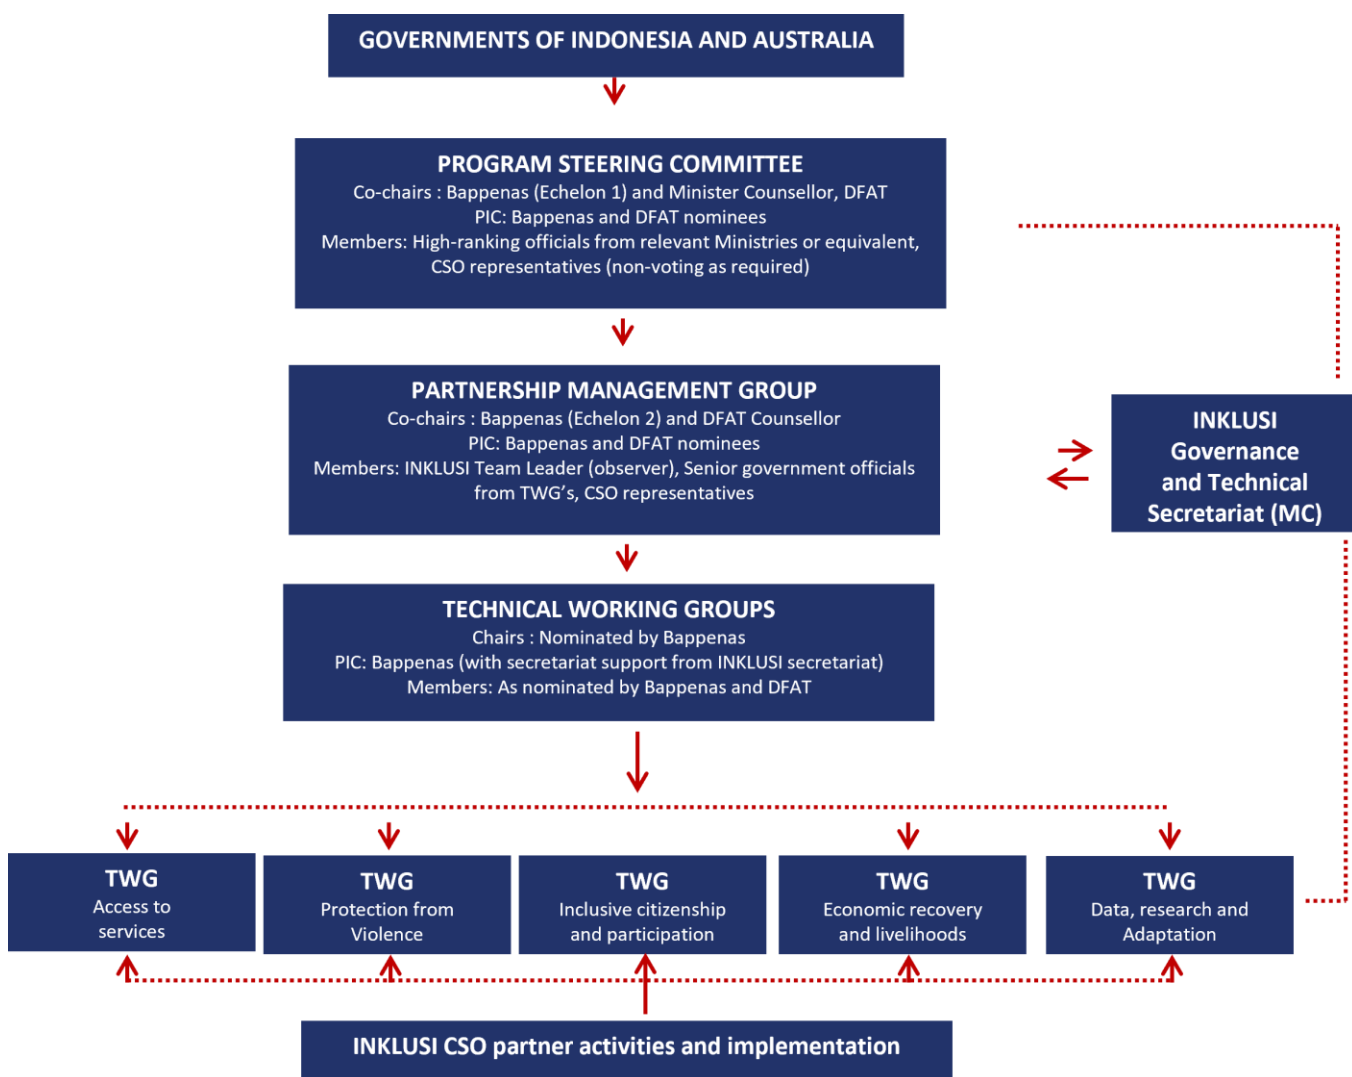 GOVERNMENTS OF INDONESIA AND AUSTRALIA
PROGRAM STEERING COMMITTEE
Co-chairs : Bappenas (Echelon 1) and Minister Counsellor, DFAT
PIC: Bappenas and DFAT nominees
Members: High-ranking officials from relevant Ministries or equivalent,
CSO representatives (non-voting as required)
PARTNERSHIP MANAGEMENT GROUP
Co-chairs : Bappenas (Echelon 2) and DFAT Counsellor
PIC: Bappenas and DFAT nominees
Members: INKLUSI Team Leader (observer), Senior government officials
from TWG’s, CSO representatives
INKLUSI
Governance
and Technical
Secretariat (MC)
TECHNICAL WORKING GROUPS
Chairs : Nominated by Bappenas
PIC: Bappenas (with secretariat support from INKLUSI secretariat)
Members: As nominated by Bappenas and DFAT
TWG
Access to
services
TWG
Protection from
Violence
TWG
Inclusive citizenship
and participation
TWG
Economic recovery
and livelihoods
TWG
Data, research and
Adaptation
INKLUSI CSO partner activities and implementation